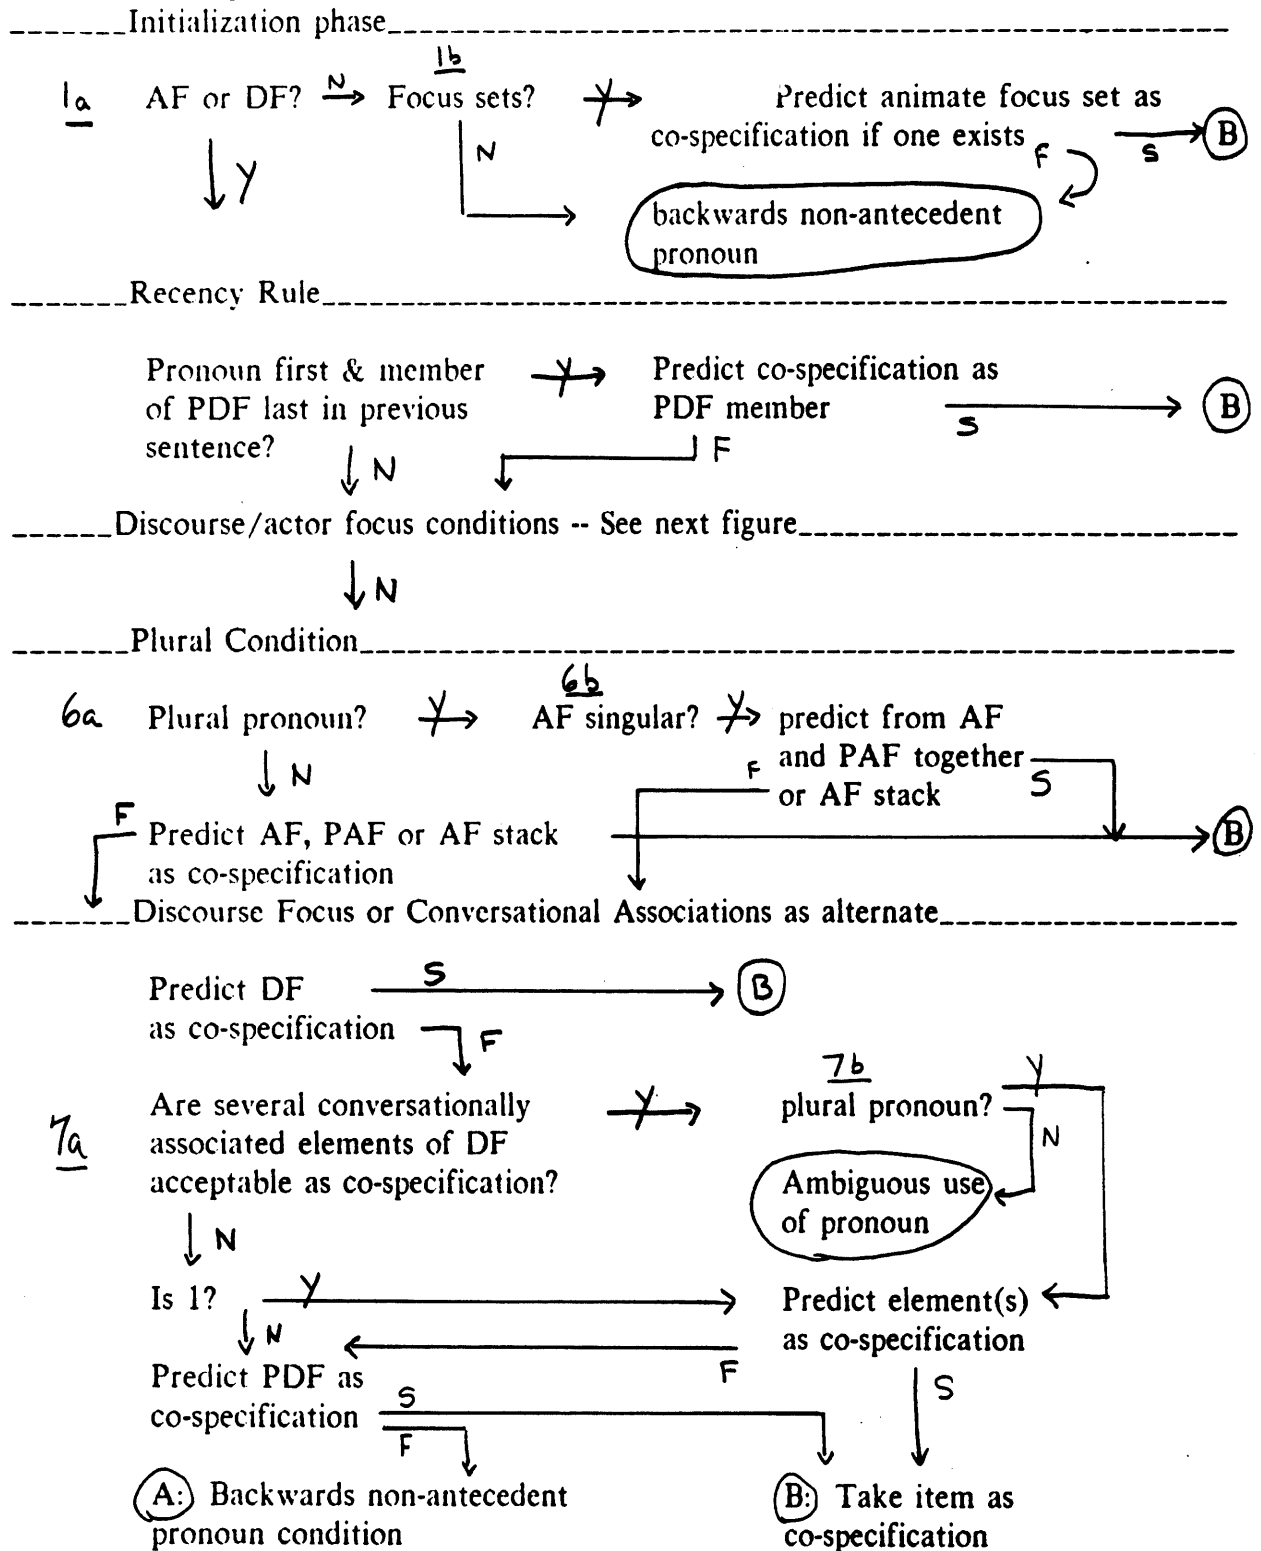 _______Initialization phase_______
1b
1a AF or DF? N Focus sets? Y Predict animate focus set as
co-specification if one exists F S B
Y N
backwards non-antecedent
pronoun
_______Recency Rule_______
Pronoun first & member Y Predict co-specification as
of PDF last in previous PDF member S B
sentence? N F
______Discourse/actor focus conditions -- See next figure_______
N
_______Plural Condition_______
6b
6a Plural pronoun? Y AF singular? Y predict from AF
N F and PAF together S
or AF stack
F Predict AF, PAF or AF stack B
as co-specification
_______Discourse Focus or Conversational Associations as alternate_______
Predict DF S B
as co-specification F
7b Y
7a Are several conversationally Y plural pronoun?
associated elements of DF N
acceptable as co-specification? Ambiguous use
of pronoun
N
Is 1? Y Predict element(s)
N as co-specification
F
Predict PDF as S
co-specification S
F
A: Backwards non-antecedent B: Take item as
pronoun condition co-specification